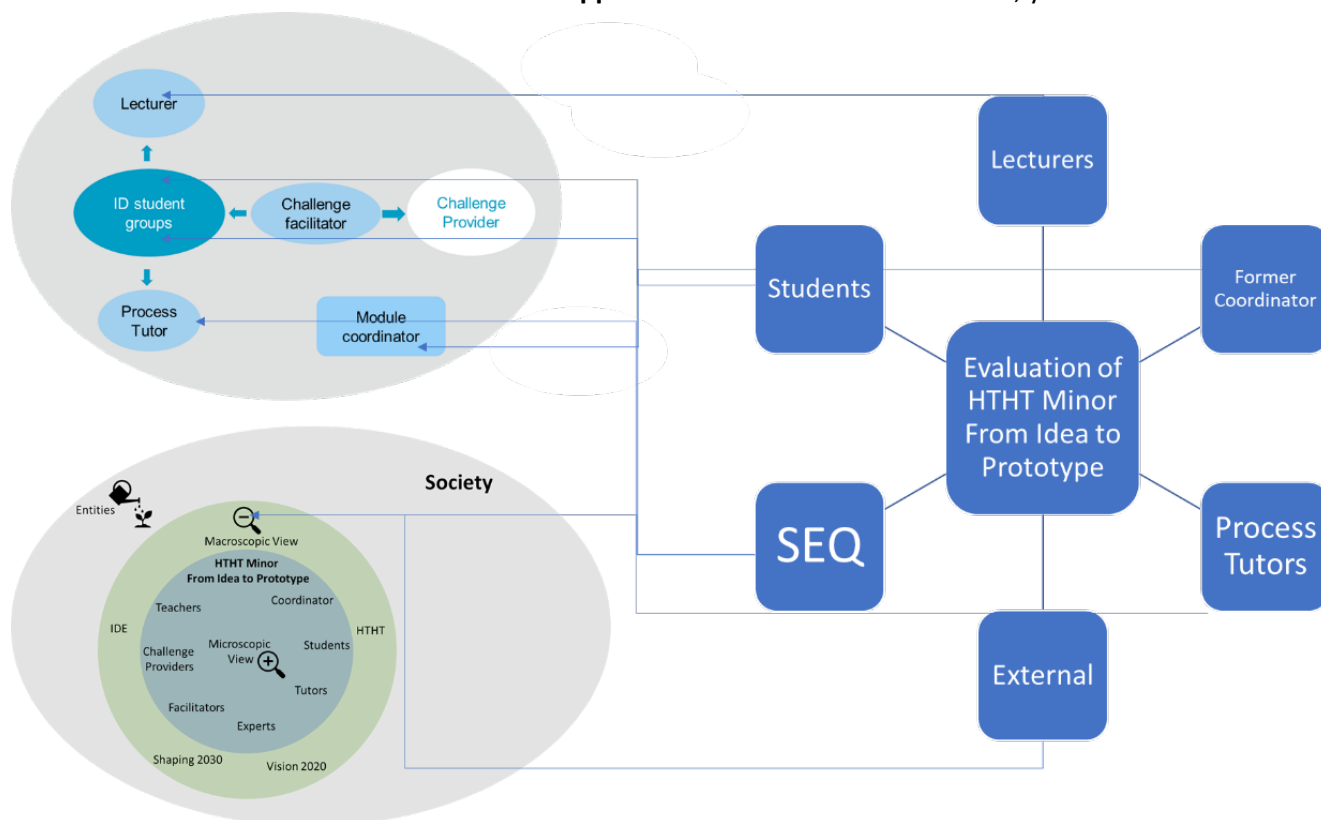 Lecturer
ID student
groups
Challenge
facilitator
Challenge
Provider
Process
Tutor
Module
coordinator
Lecturers
Students
Former
Coordinator
Evaluation of
HTHT Minor
From Idea to
Prototype
SEQ
Process
Tutors
External
Society
Entities
Macroscopic View
HTHT Minor
From Idea to Prototype
Teachers
Coordinator
IDE
HTHT
Challenge
Providers
Microscopic
View
Students
Tutors
Facilitators
Experts
Shaping 2030
Vision 2020